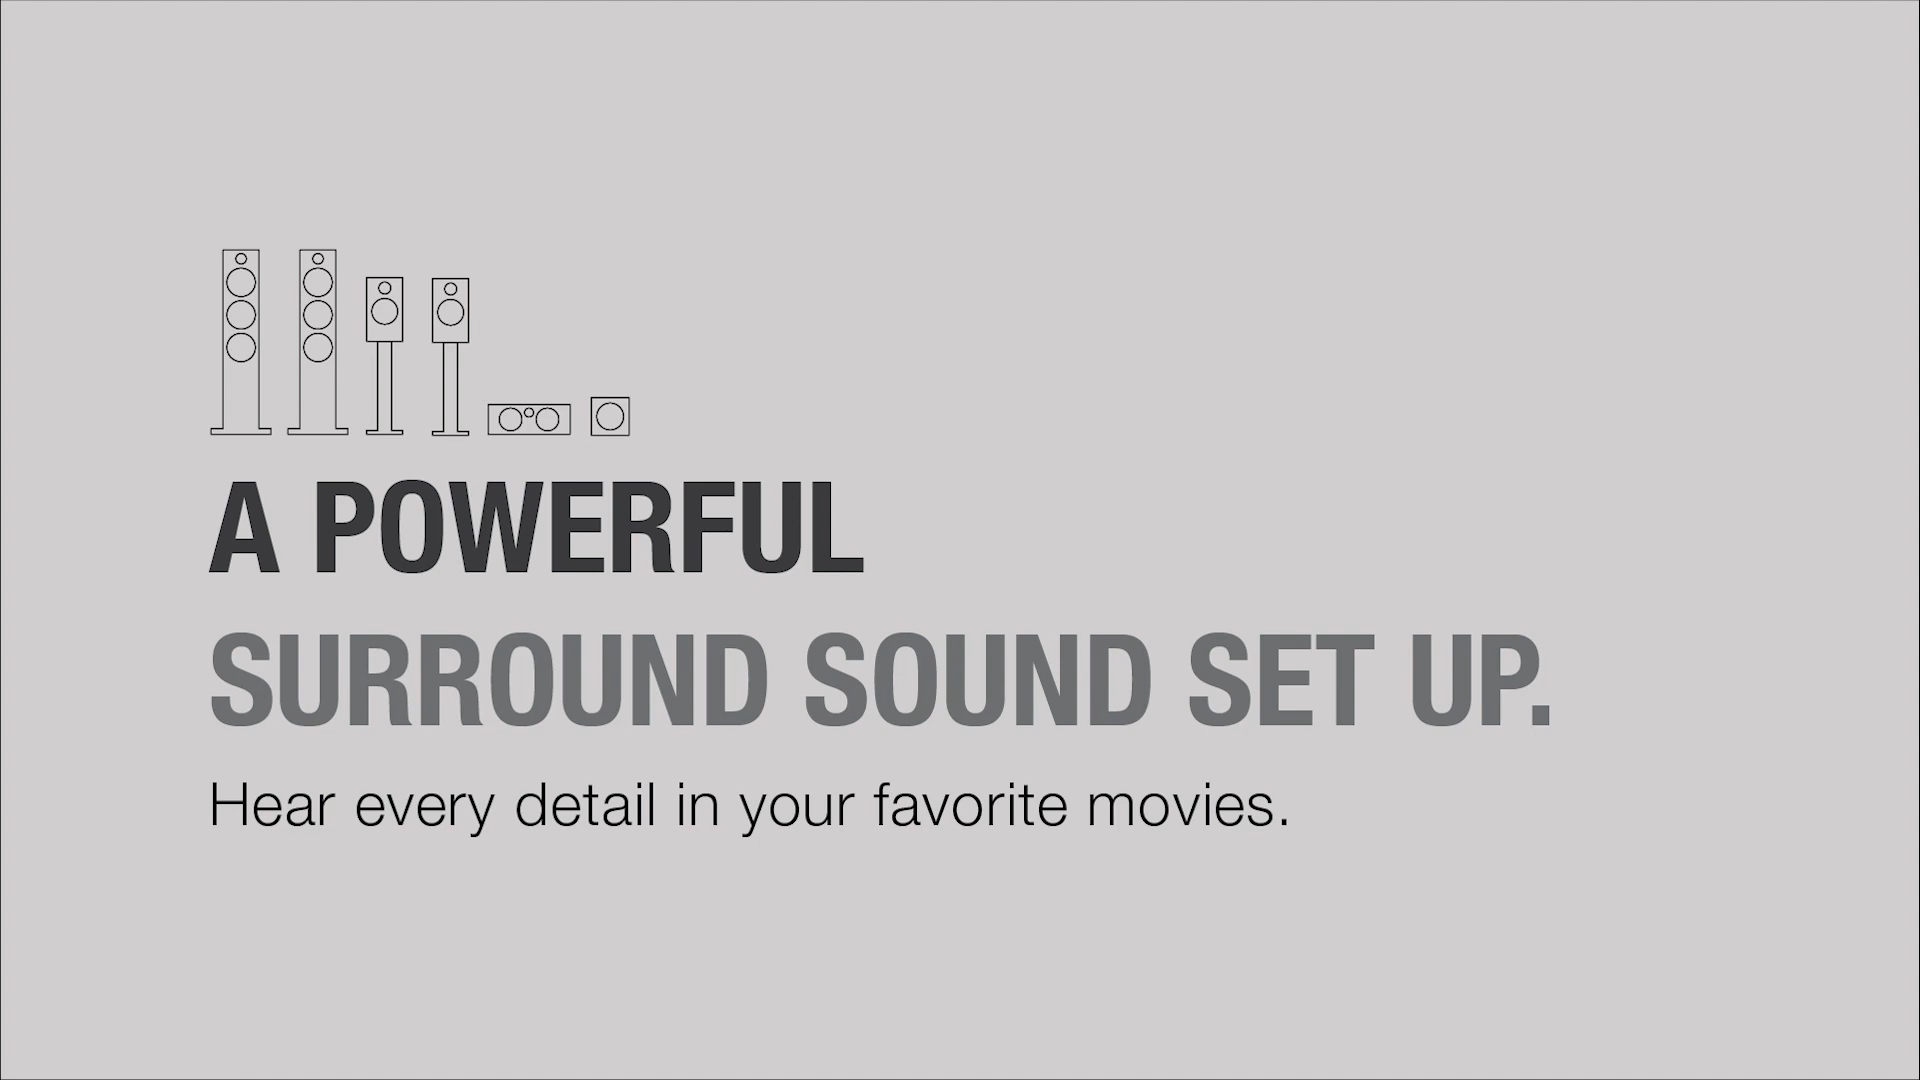 A POWERFUL
SURROUND SOUND SET UP.
Hear every detail in your favorite movies.